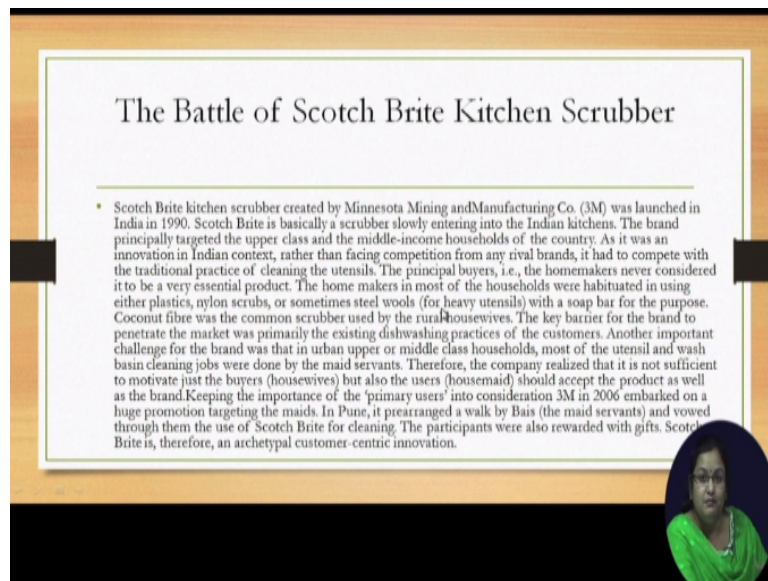 The Battle of Scotch Brite Kitchen Scrubber
Scotch Brite kitchen scrubber created by Minnesota Mining andManufacturing Co. (3M) was launched in
India in 1990. Scotch Brite is basically a scrubber slowly entering into the Indian kitchens. The brand
principally targeted the upper class and the middle-income households of the country. As it was an
innovation in Indian context, rather than facing competition from any rival brands, it had to compete with
the traditional practice of cleaning the utensils. The principal buyers, i.e., the homemakers never considered
it to be a very essential product. The home makers in most of the households were habituated in using
either plastics, nylon scrubs, or sometimes steel wools (for heavy utensils) with a soap bar for the purpose.
Coconut fibre was the common scrubber used by the rural housewives. The key barrier for the brand to
penetrate the market was primarily the existing dishwashing practices of the customers. Another important
challenge for the brand was that in urban upper or middle class households, most of the utensil and wash
basin cleaning jobs were done by the maid servants. Therefore, the company realized that it is not sufficient
to motivate just the buyers (housewives) but also the users (housemaid) should accept the product as well
as the brand.Keeping the importance of the 'primary users' into consideration 3M in 2006 embarked on a
huge promotion targeting the maids. In Pune, it prearranged a walk by Bais (the maid servants) and vowed
through them the use of Scotch Brite for cleaning. The participants were also rewarded with gifts. Scotch
Brite is, therefore, an archetypal customer-centric innovation.